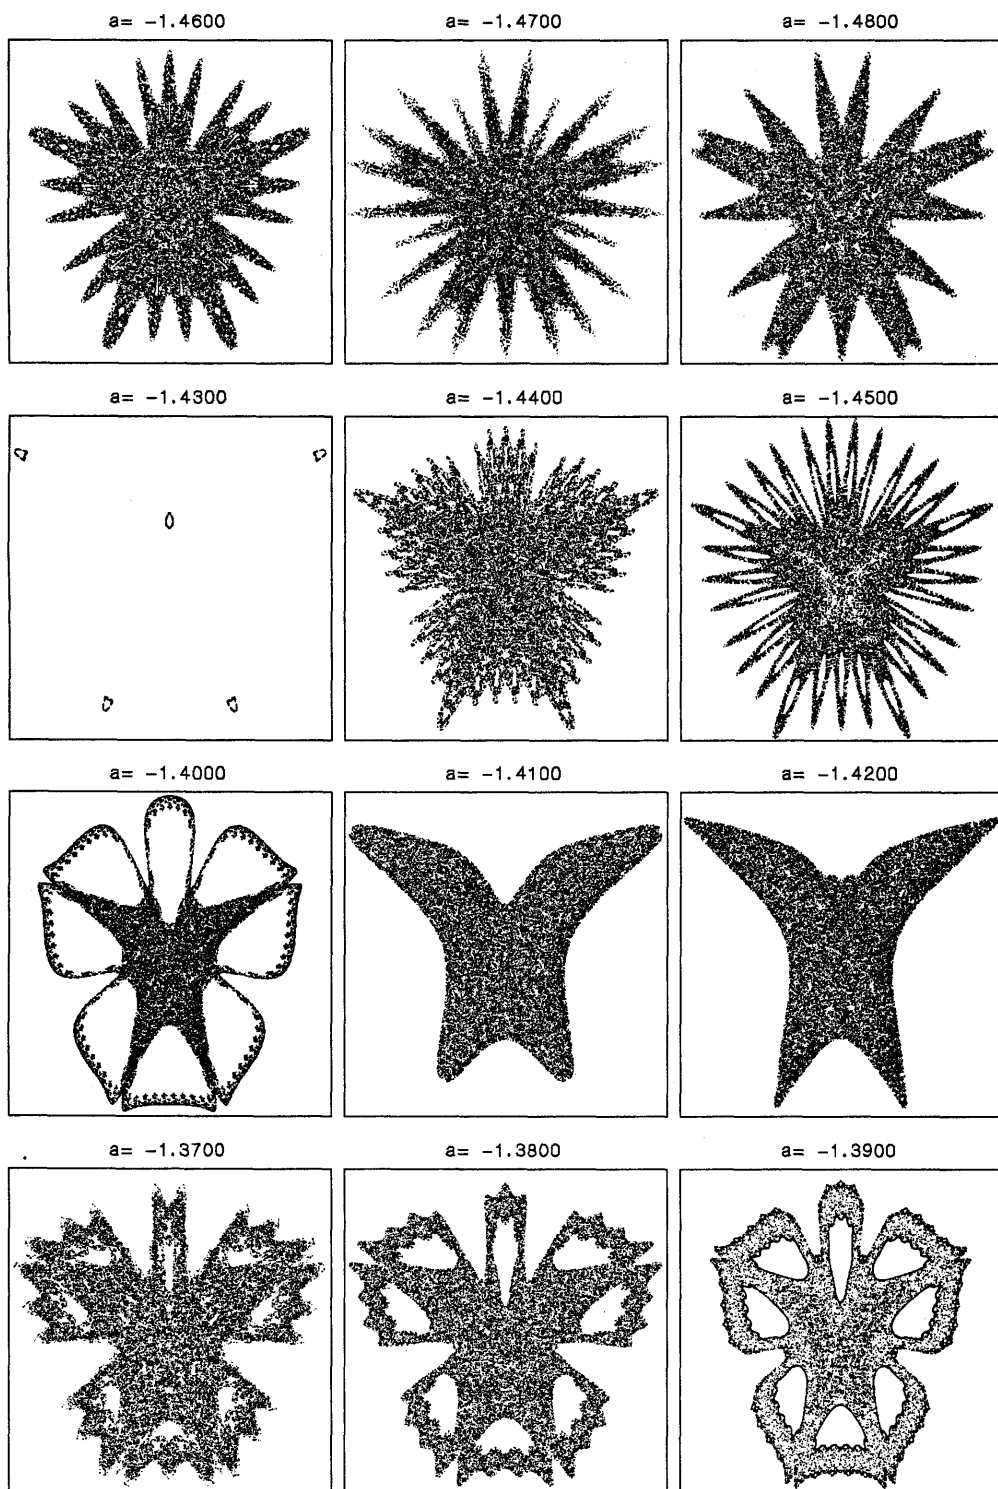 a= -1.4600 a= -1.4700 a= -1.4800
a= -1.4300 a= -1.4400 a= -1.4500
a= -1.4000 a= -1.4100 a= -1.4200
a= -1.3700 a= -1.3800 a= -1.3900